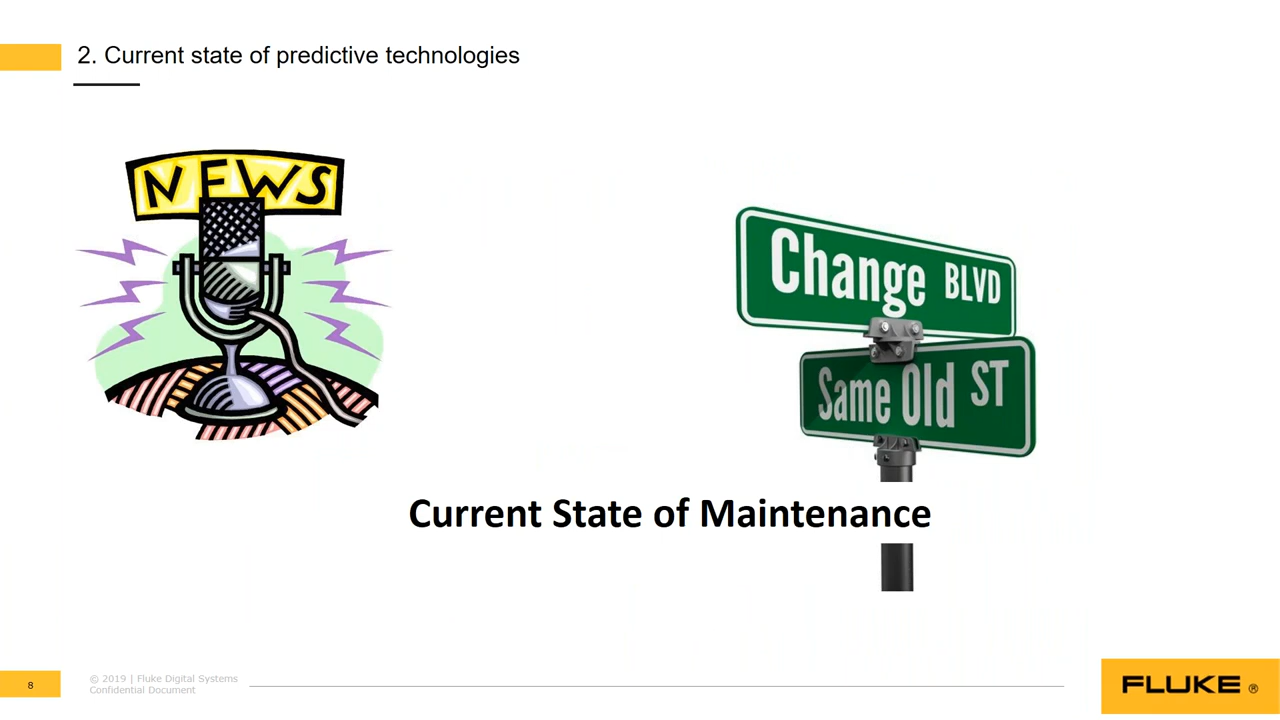 2. Current state of predictive technologies
NEWS
Change BLVD
Same Old ST
Current State of Maintenance
8
© 2019 | Fluke Digital Systems
Confidential Document
FLUKE ®